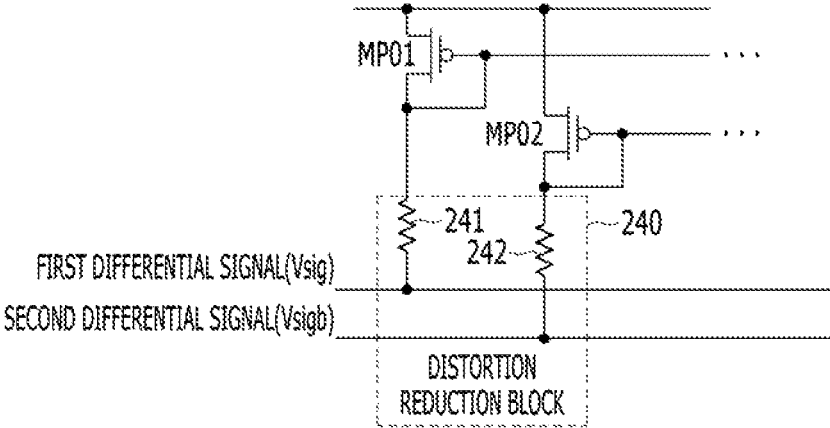 MP01
. . .
MP02
. . .
241
240
242
FIRST DIFFERENTIAL SIGNAL(Vsig)
SECOND DIFFERENTIAL SIGNAL(Vsigb)
DISTORTION
REDUCTION BLOCK